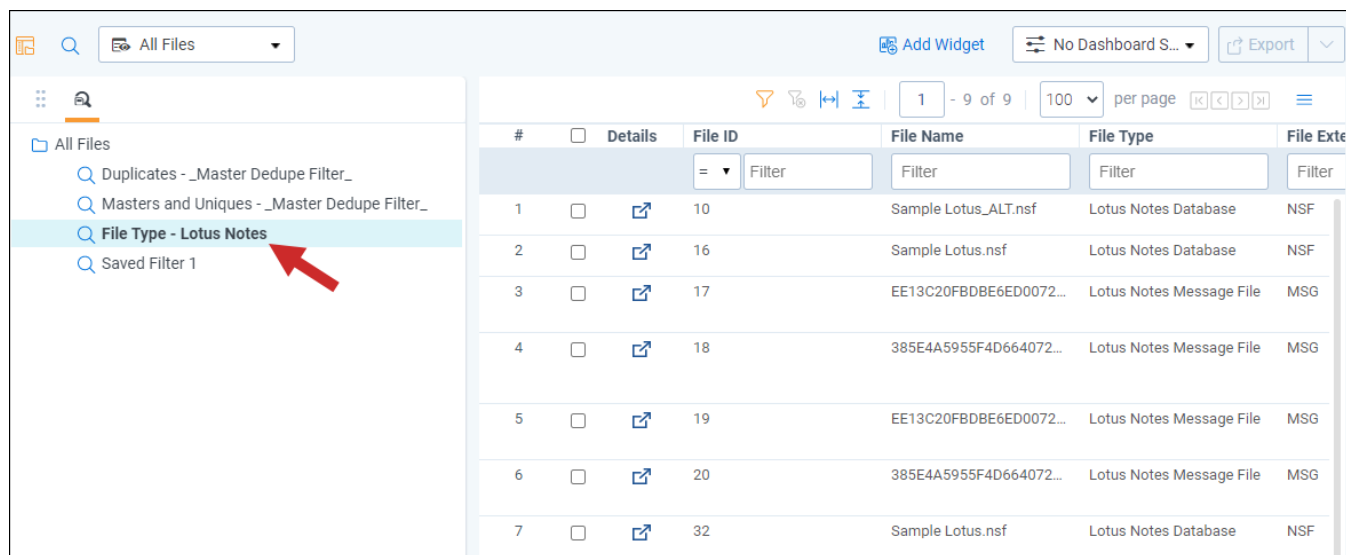 All Files
Add Widget
No Dashboard S...
Export
1 - 9 of 9
100 per page
All Files
Duplicates - _Master Dedupe Filter_
Masters and Uniques - _Master Dedupe Filter_
File Type - Lotus Notes
Saved Filter 1
# Details File ID File Name File Type File Exte
= Filter Filter Filter Filter
1 10 Sample Lotus_ALT.nsf Lotus Notes Database NSF
2 16 Sample Lotus.nsf Lotus Notes Database NSF
3 17 EE13C20FBDBE6ED0072... Lotus Notes Message File MSG
4 18 385E4A5955F4D664072... Lotus Notes Message File MSG
5 19 EE13C20FBDBE6ED0072... Lotus Notes Message File MSG
6 20 385E4A5955F4D664072... Lotus Notes Message File MSG
7 32 Sample Lotus.nsf Lotus Notes Database NSF